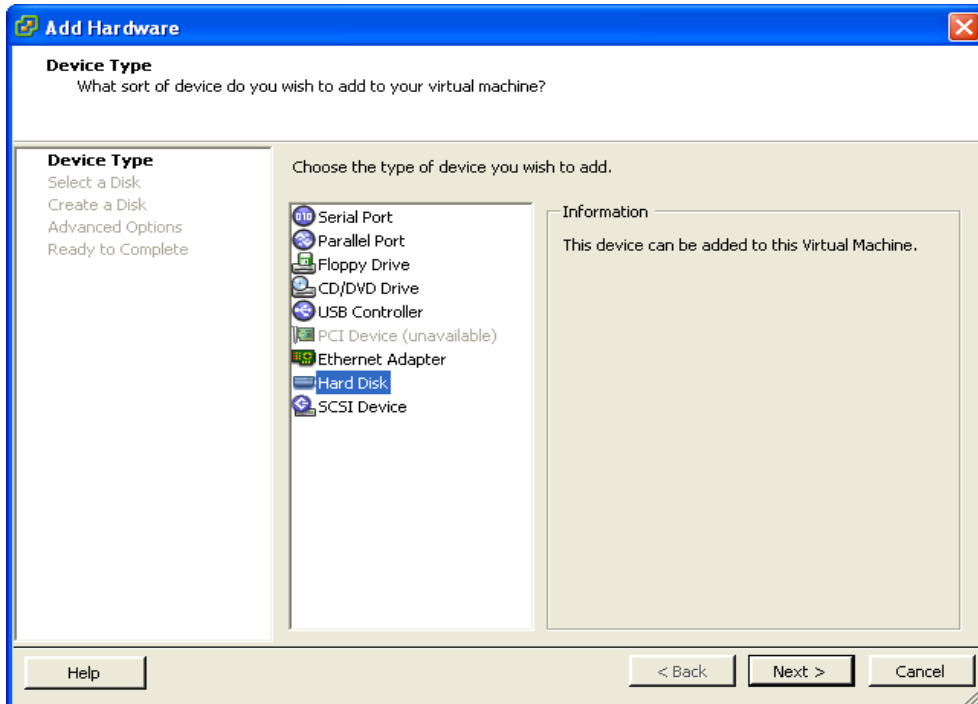 Add Hardware
Device Type
What sort of device do you wish to add to your virtual machine?
Device Type
Select a Disk
Create a Disk
Advanced Options
Ready to Complete
Choose the type of device you wish to add.
010 Serial Port
Parallel Port
Floppy Drive
CD/DVD Drive
USB Controller
PCI Device (unavailable)
Ethernet Adapter
Hard Disk
SCSI Device
Information
This device can be added to this Virtual Machine.
Help
< Back
Next >
Cancel